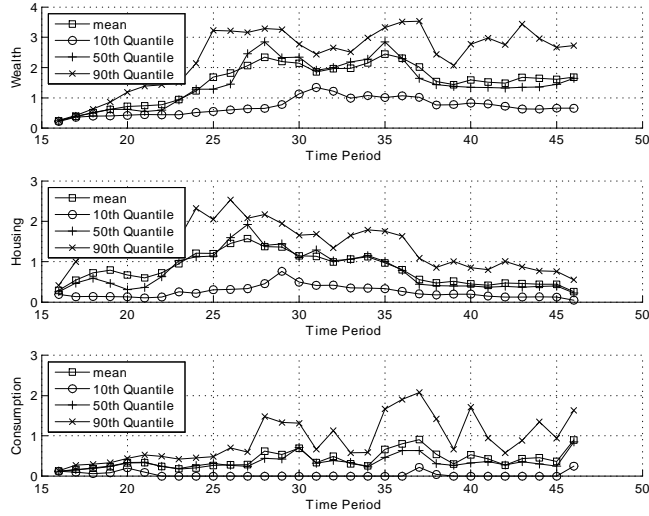 4
3
2
1
0
Wealth
mean
10th Quantile
50th Quantile
90th Quantile
15 20 25 30 35 40 45 50
Time Period
3
2
1
0
Housing
mean
10th Quantile
50th Quantile
90th Quantile
15 20 25 30 35 40 45 50
Time Period
3
2
1
0
Consumption
mean
10th Quantile
50th Quantile
90th Quantile
15 20 25 30 35 40 45 50
Time Period